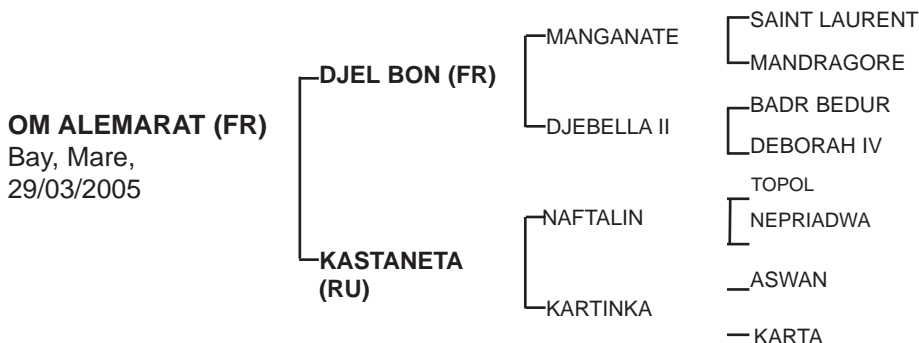 OM ALEMARAT (FR)
Bay, Mare,
29/03/2005
DJEL BON (FR)
KASTANETA
(RU)
MANGANATE
DJEBELLA II
NAFTALIN
KARTINKA
SAINT LAURENT
MANDRAGORE
BADR BEDUR
DEBORAH IV
TOPOL
NEPRIADWA
ASWAN
KARTA